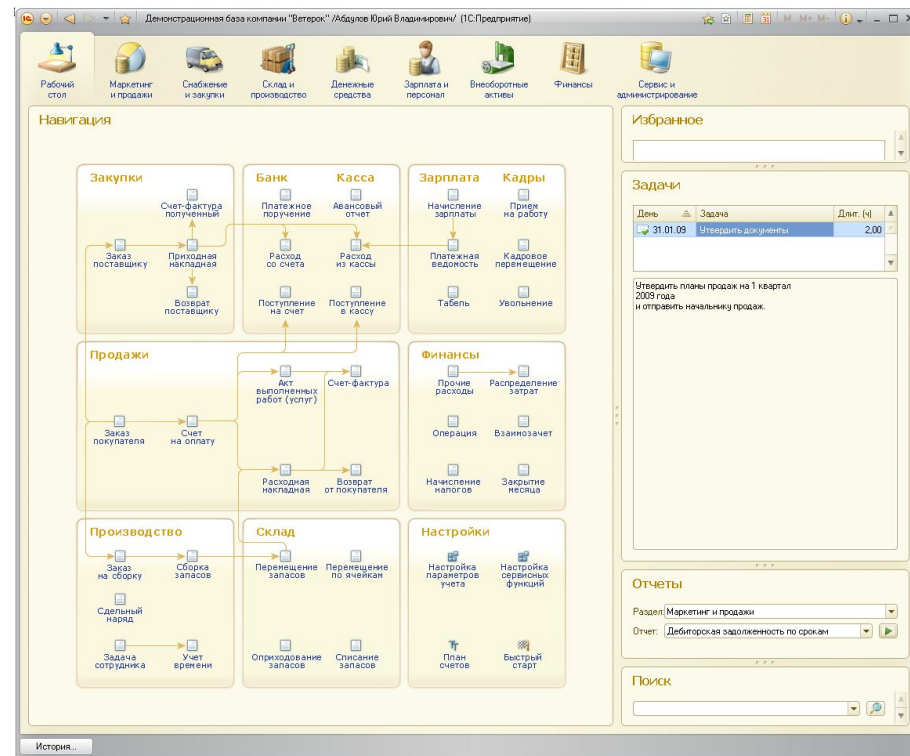 Демонстрационная база компании "Ветерок" /Абдулов Юрий Владимирович/ (1С:Предприятие)
M M+ M-
Рабочий
стол
Маркетинг
и продажи
Снабжение
и закупки
Склад и
производство
Денежные
средства
Зарплата и
персонал
Внеоборотные
активы
Финансы
Сервис и
администрирование
Навигация
Закупки
Счет-фактура
полученный
Заказ
поставщику
Приходная
накладная
Возврат
поставщику
Банк
Касса
Платежное
поручение
Авансовый
отчет
Расход
со счета
Расход
из кассы
Поступление
на счет
Поступление
в кассу
Зарплата
Кадры
Начисление
зарплаты
Прием
на работу
Платежная
ведомость
Кадровое
перемещение
Табель
Увольнение
Продажи
Акт
выполненных
работ (услуг)
Счет-фактура
Заказ
покупателя
Счет
на оплату
Расходная
накладная
Возврат
от покупателя
Финансы
Прочие
расходы
Распределение
затрат
Операция
Взаимозачет
Начисление
налогов
Закрытие
месяца
Производство
Заказ
на сборку
Сборка
запасов
Сдельный
наряд
Задача
сотрудника
Учет
времени
Склад
Перемещение
запасов
Перемещение
по ячейкам
Оприходование
запасов
Списание
запасов
Настройки
Настройка
параметров
учета
Настройка
сервисных
функций
План
счетов
Быстрый
старт
Избранное
Задачи
День Задача Длит. (ч)
31.01.09 Утвердить документы 2,00
Утвердить планы продаж на 1 квартал
2009 года
и отправить начальнику продаж.
Отчеты
Раздел: Маркетинг и продажи
Отчет: Дебиторская задолженность по срокам
Поиск
История...